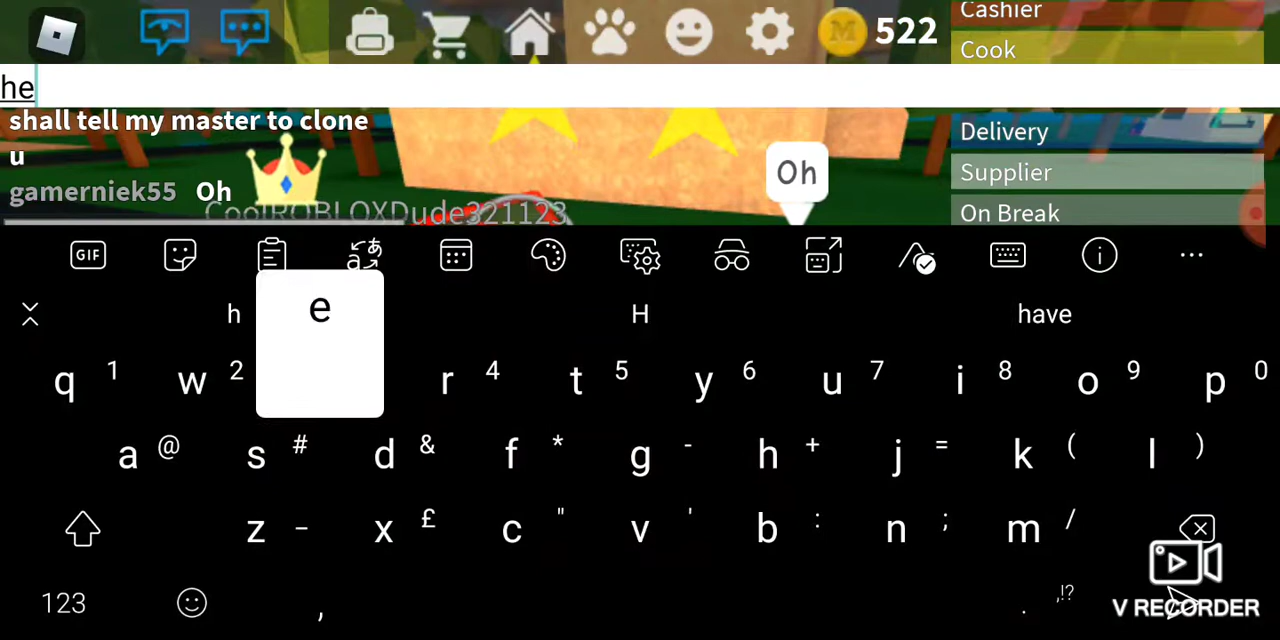 522
Cashier
Cook
he
shall tell my master to clone
u
gamerniek55 Oh
CoolROBLOXDude321123
Oh
Delivery
Supplier
On Break
GIF
h H have
e
q 1 w 2 r 4 t 5 y 6 u 7 i 8 o 9 p 0
a @ s # d & f * g - h + j = k ( l )
z _ x £ c " v ' b : n ; m /
123 , . ,!?
V RECORDER